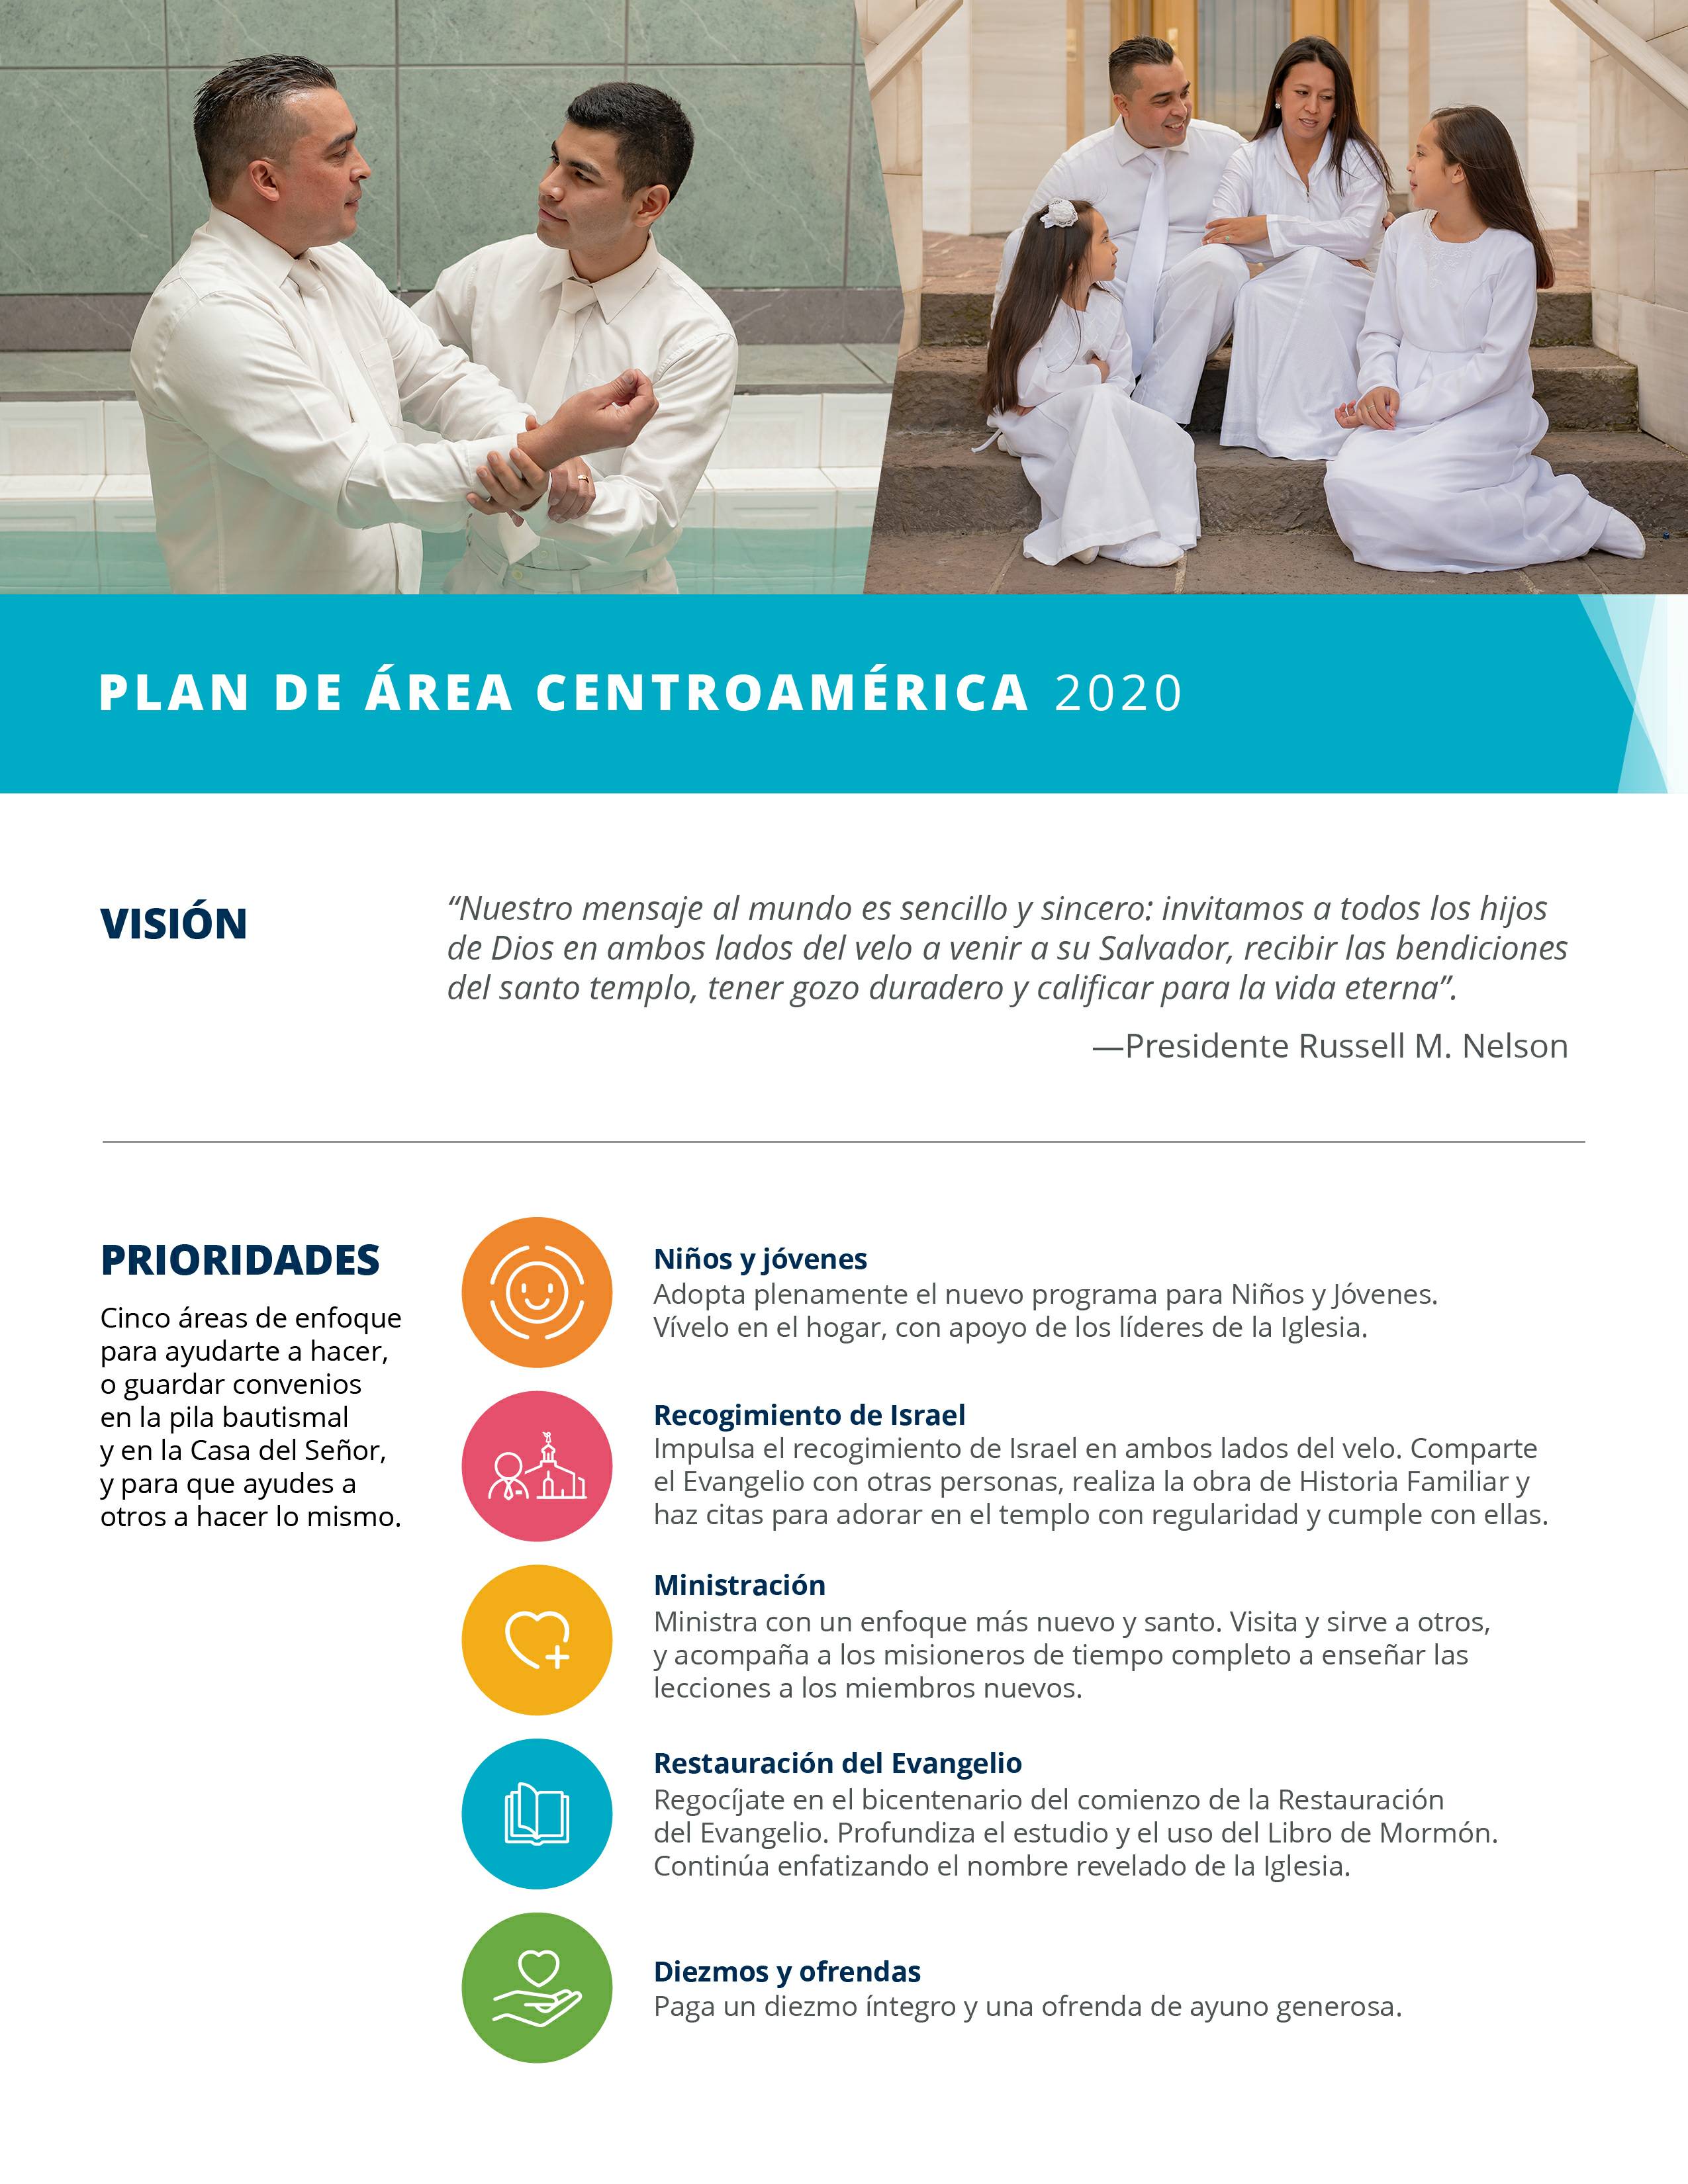 PLAN DE ÁREA CENTROAMÉRICA 2020
VISIÓN
“Nuestro mensaje al mundo es sencillo y sincero: invitamos a todos los hijos
de Dios en ambos lados del velo a venir a su Salvador, recibir las bendiciones
del santo templo, tener gozo duradero y calificar para la vida eterna”.
—Presidente Russell M. Nelson
PRIORIDADES
Cinco áreas de enfoque
para ayudarte a hacer,
o guardar convenios
en la pila bautismal
y en la Casa del Señor,
y para que ayudes a
otros a hacer lo mismo.
Niños y jóvenes
Adopta plenamente el nuevo programa para Niños y Jóvenes.
Vívelo en el hogar, con apoyo de los líderes de la Iglesia.
Recogimiento de Israel
Impulsa el recogimiento de Israel en ambos lados del velo. Comparte
el Evangelio con otras personas, realiza la obra de Historia Familiar y
haz citas para adorar en el templo con regularidad y cumple con ellas.
Ministración
Ministra con un enfoque más nuevo y santo. Visita y sirve a otros,
y acompaña a los misioneros de tiempo completo a enseñar las
lecciones a los miembros nuevos.
Restauración del Evangelio
Regocíjate en el bicentenario del comienzo de la Restauración
del Evangelio. Profundiza el estudio y el uso del Libro de Mormón.
Continúa enfatizando el nombre revelado de la Iglesia.
Diezmos y ofrendas
Paga un diezmo íntegro y una ofrenda de ayuno generosa.